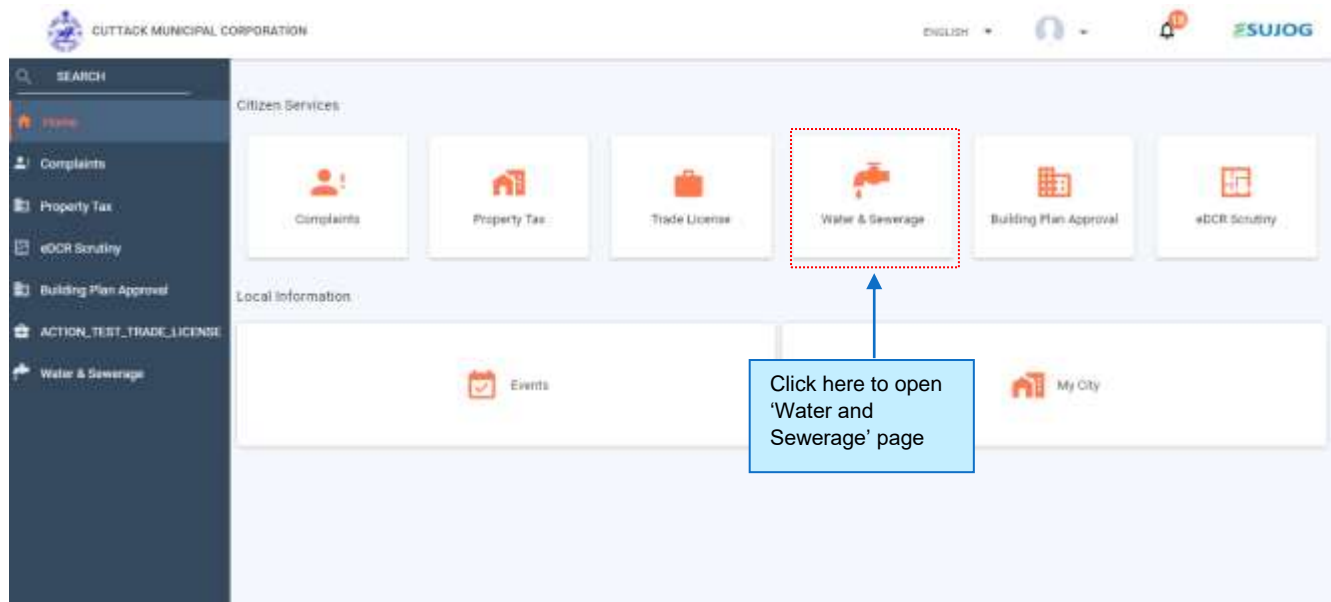 CUTTACK MUNICIPAL CORPORATION
ENGLISH
SUJOG
SEARCH
Home
Complaints
Property Tax
eDCR Scrutiny
Building Plan Approval
ACTION_TEST_TRADE_LICENSE
Water & Sewerage
Citizen Services
Complaints
Property Tax
Trade License
Water & Sewerage
Building Plan Approval
eDCR Scrutiny
Local Information
Events
My City
Click here to open
‘Water and
Sewerage’ page